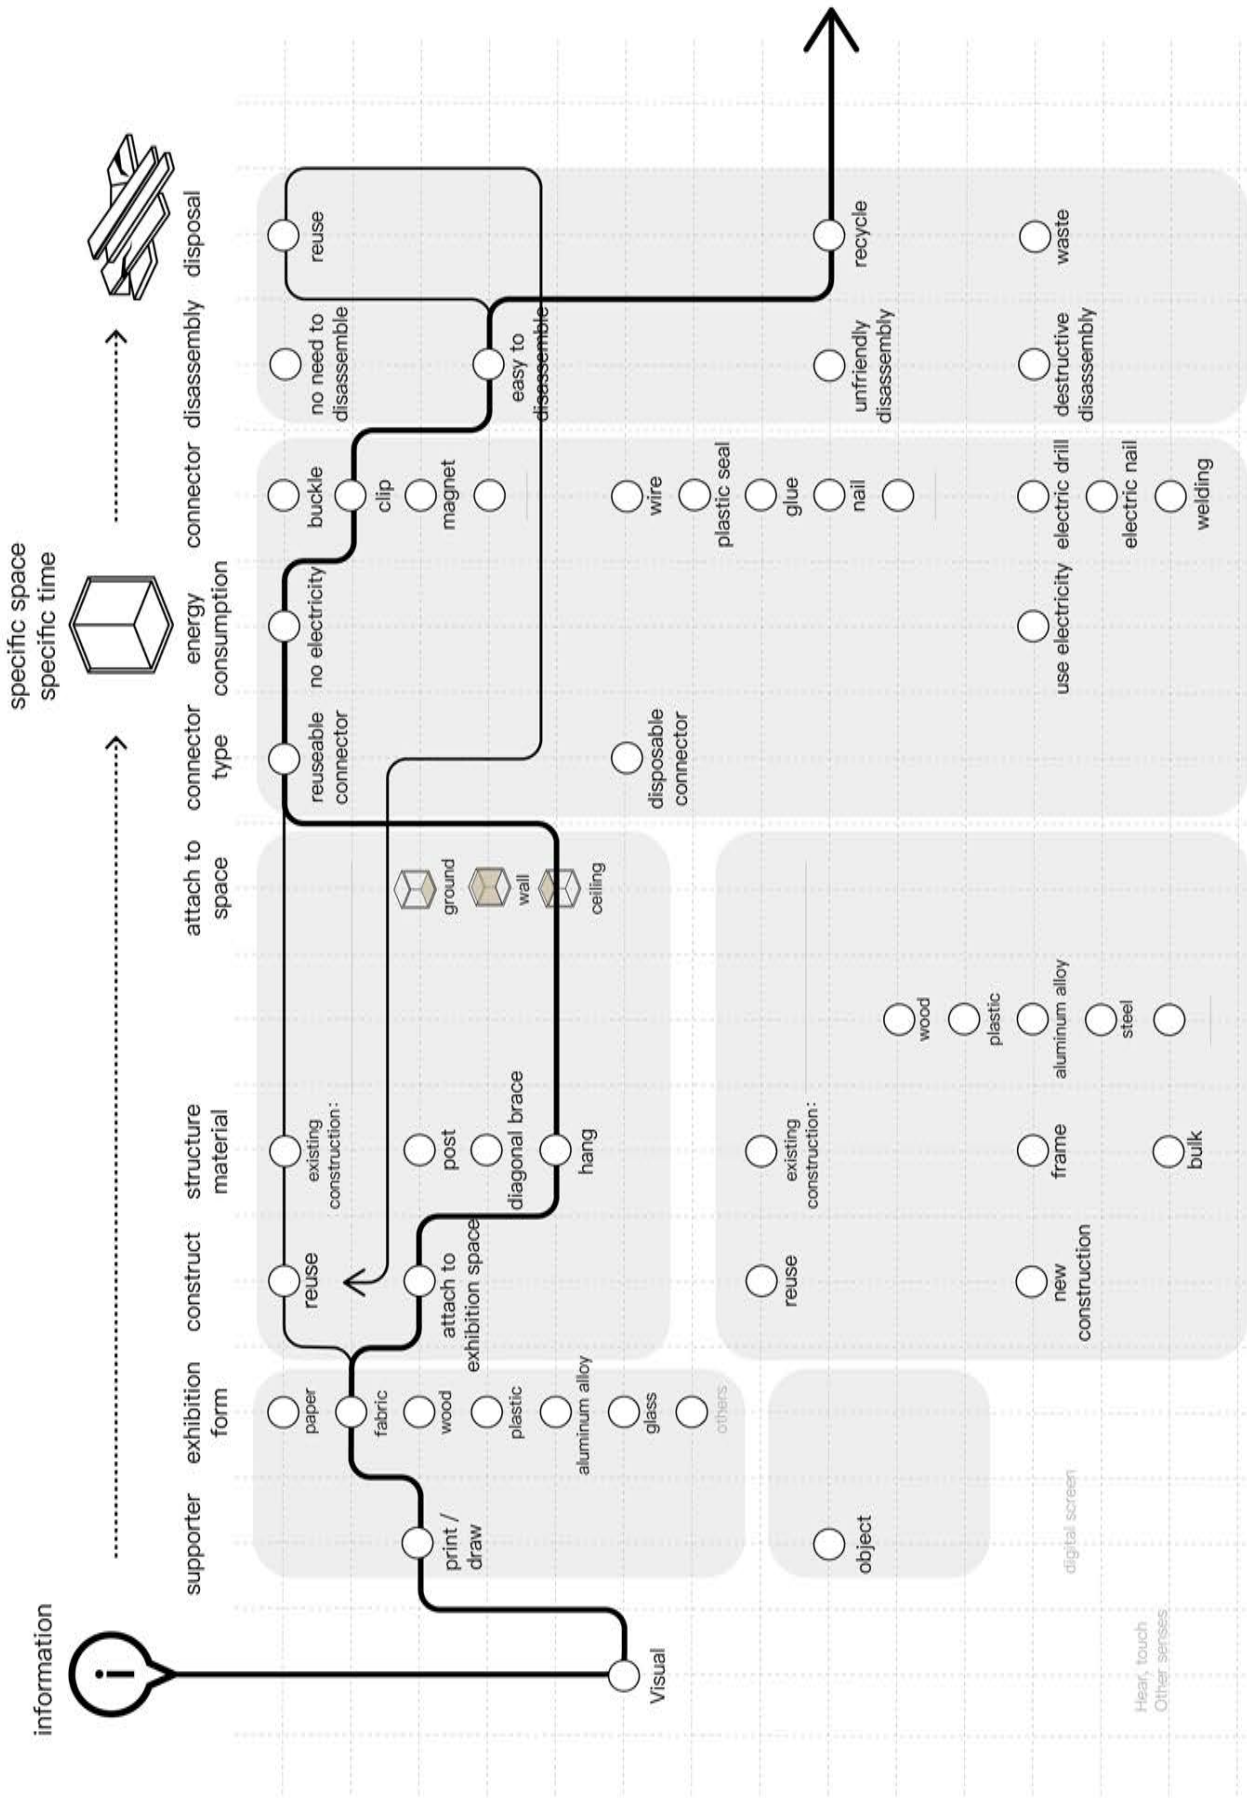 information
specific space
specific time
supporter
exhibition
form
construct
structure
material
attach to
space
connector
type
energy
consumption
connector
disassembly
disposal
Visual
Hear, touch
Other senses
print /
draw
object
digital screen
paper
fabric
wood
plastic
aluminum alloy
glass
others
reuse
attach to
exhibition space
reuse
new
construction
existing
construction:
post
diagonal brace
hang
existing
construction:
frame
bulk
wood
plastic
aluminum alloy
steel
ground
wall
ceiling
reuseable
connector
disposable
connector
no electricity
use electricity
buckle
clip
magnet
wire
plastic seal
glue
nail
electric drill
electric nail
welding
no need to
disassemble
easy to
disassemble
unfriendly
disassembly
destructive
disassembly
reuse
recycle
waste